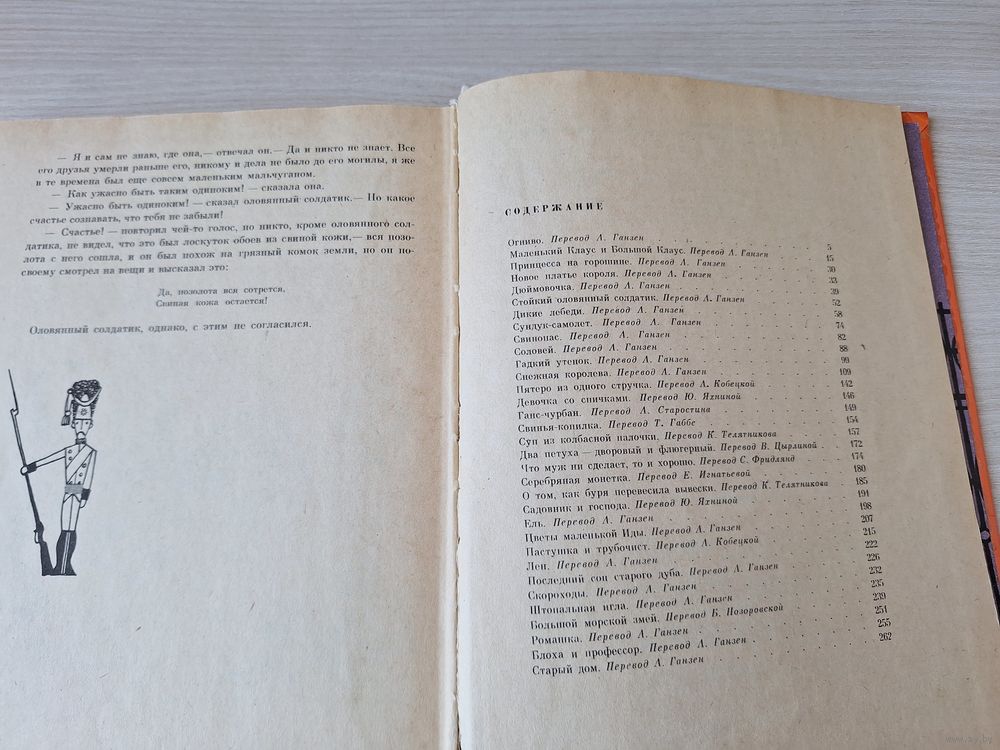 — Я и сам не знаю, где она,— отвечал он.— Да и никто не знает. Все
его друзья умерли раньше его, никому и дела не было до его могилы, я же
в те времена был еще совсем маленьким мальчуганом.
— Как ужасно быть таким одиноким! — сказала она.
— Ужасно быть одиноким! — сказал оловянный солдатик.— Но какое
счастье сознавать, что тебя не забыли!
— Счастье! — повторил чей-то голос, но никто, кроме оловянного сол-
датика, не видел, что это был лоскуток обоев из свиной кожи,— вся позо-
лота с него сошла, и он был похож на грязный комок земли, но он по-
своему смотрел на вещи и высказал это:
Да, позолота вся сотрется,
Свиная кожа остается!
Оловянный солдатик, однако, с этим не согласился.
СОДЕРЖАНИЕ
Огниво. Перевод А. Ганзен 5
Маленький Клаус и Большой Клаус. Перевод А. Ганзен 15
Принцесса на горошине. Перевод А. Ганзен 30
Новое платье короля. Перевод А. Ганзен 33
Дюймовочка. Перевод А. Ганзен 39
Стойкий оловянный солдатик. Перевод А. Ганзен 52
Дикие лебеди. Перевод А. Ганзен 58
Сундук-самолет. Перевод А. Ганзен 74
Свинопас. Перевод А. Ганзен 82
Соловей. Перевод А. Ганзен 88
Гадкий утенок. Перевод А. Ганзен 99
Снежная королева. Перевод А. Ганзен 109
Пятеро из одного стручка. Перевод А. Кобецкой 142
Девочка со спичками. Перевод Ю. Яхниной 146
Ганс-чурбан. Перевод А. Старостина 149
Свинья-копилка. Перевод Т. Габбе 154
Суп из колбасной палочки. Перевод К. Телятникова 157
Два петуха — дворовый и флюгерный. Перевод В. Цырлиной 172
Что муж ни сделает, то и хорошо. Перевод С. Фридлянд 174
Серебряная монетка. Перевод Е. Игнатьевой 180
О том, как буря перевесила вывески. Перевод К. Телятникова 185
Садовник и господа. Перевод Ю. Яхниной 191
Ель. Перевод А. Ганзен 198
Цветы маленькой Иды. Перевод А. Ганзен 207
Пастушка и трубочист. Перевод А. Кобецкой 215
Лен. Перевод А. Ганзен 222
Последний сон старого дуба. Перевод А. Ганзен 226
Скороходы. Перевод А. Ганзен 232
Штопальная игла. Перевод А. Ганзен 235
Большой морской змей. Перевод Б. Позоровской 239
Ромашка. Перевод А. Ганзен 251
Блоха и профессор. Перевод А. Ганзен 255
Старый дом. Перевод А. Ганзен 262